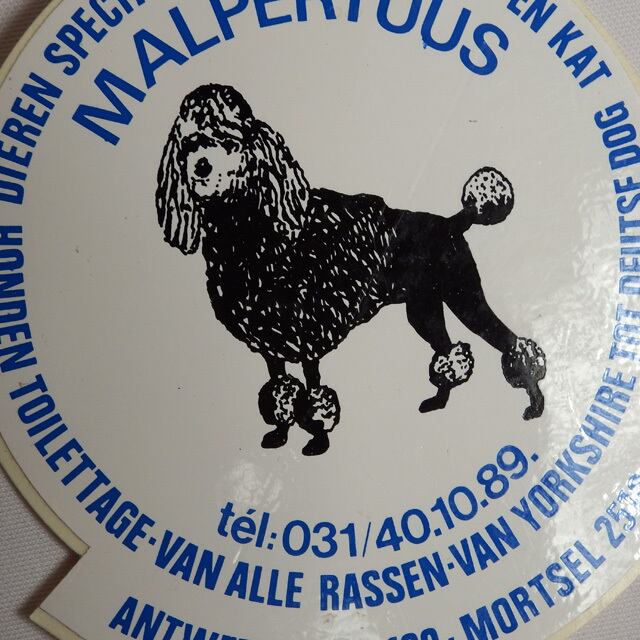 DIEREN SPECI
EN KAT
MALPERTUUS
HONDEN TOILETTAGE-VAN ALLE RASSEN-VAN YORKSHIRE TOT DEUTSE DOG
tél: 031/40.10.89.
MORTSEL